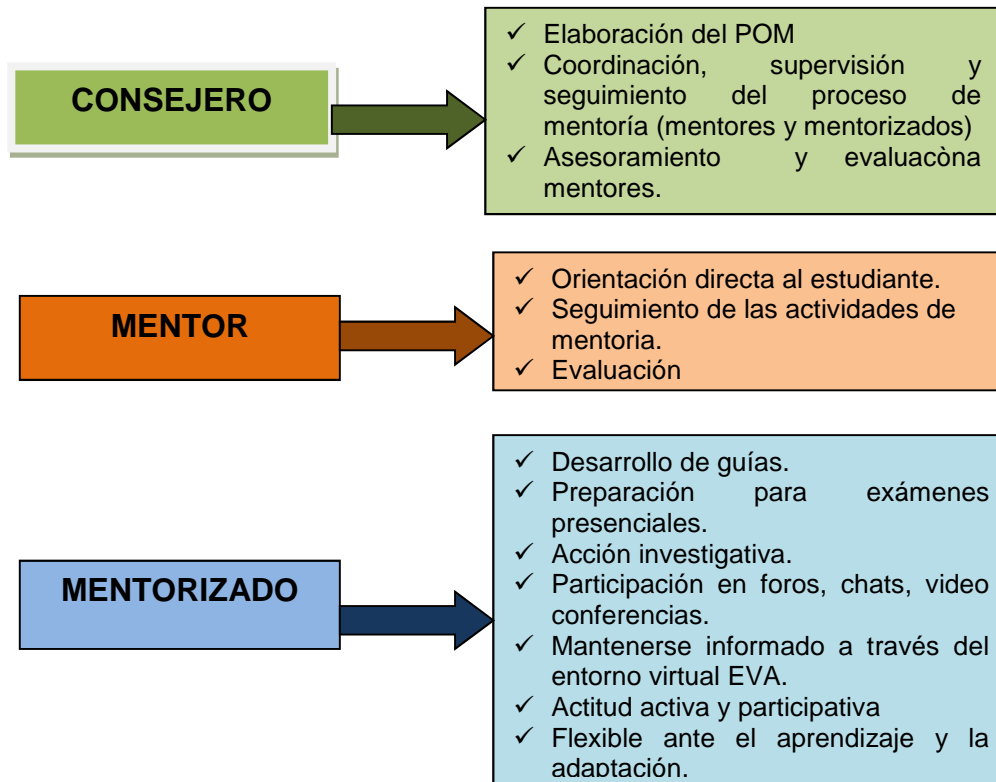 CONSEJERO
✓ Elaboración del POM
✓ Coordinación, supervisión y
seguimiento del proceso de
mentoría (mentores y mentorizados)
✓ Asesoramiento y evaluacòna
mentores.
MENTOR
✓ Orientación directa al estudiante.
✓ Seguimiento de las actividades de
mentoria.
✓ Evaluación
MENTORIZADO
✓ Desarrollo de guías.
✓ Preparación para exámenes
presenciales.
✓ Acción investigativa.
✓ Participación en foros, chats, video
conferencias.
✓ Mantenerse informado a través del
entorno virtual EVA.
✓ Actitud activa y participativa
✓ Flexible ante el aprendizaje y la
adaptación.